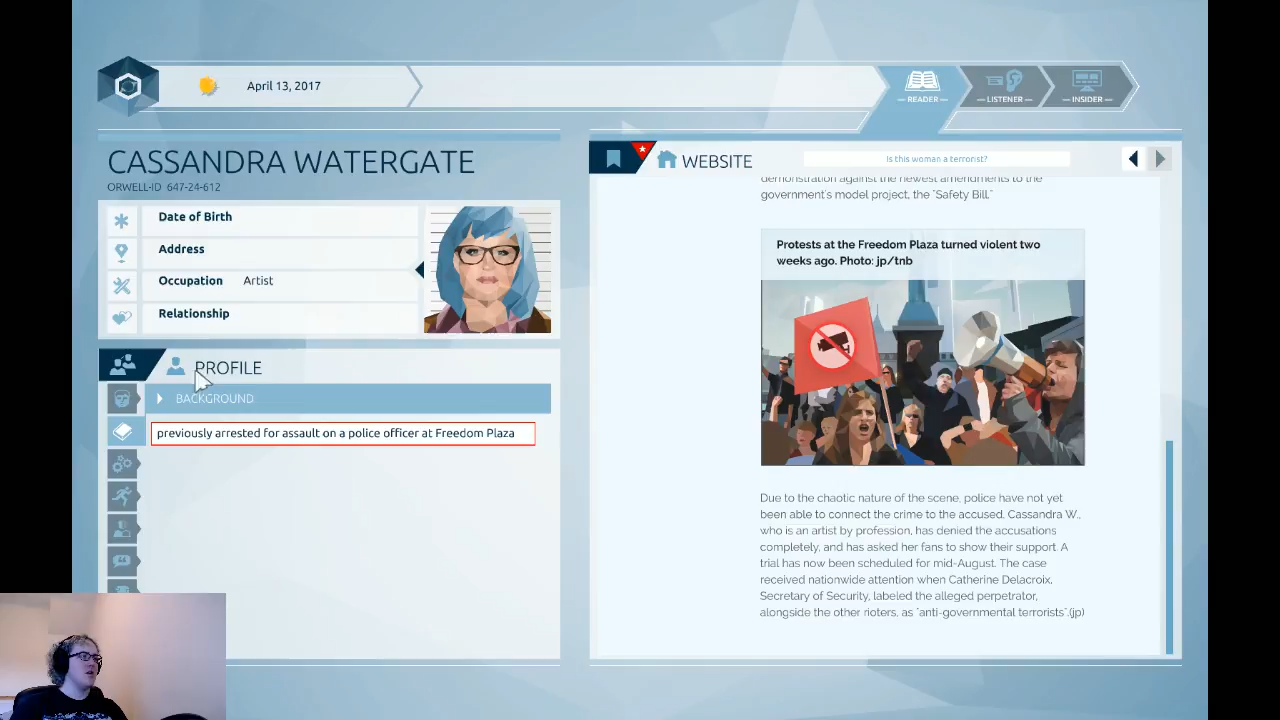 April 13, 2017
READER
LISTENER
INSIDER
CASSANDRA WATERGATE
ORWELL-ID 647-24-612
Date of Birth
Address
Occupation Artist
Relationship
PROFILE
BACKGROUND
previously arrested for assault on a police officer at Freedom Plaza
WEBSITE
Is this woman a terrorist?
demonstration against the newest amendments to the
government's model project, the "Safety Bill."
Protests at the Freedom Plaza turned violent two
weeks ago. Photo: jp/tnb
Due to the chaotic nature of the scene, police have not yet
been able to connect the crime to the accused. Cassandra W.,
who is an artist by profession, has denied the accusations
completely, and has asked her fans to show their support. A
trial has now been scheduled for mid-August. The case
received nationwide attention when Catherine Delacroix,
Secretary of Security, labeled the alleged perpetrator,
alongside the other rioters, as "anti-governmental terrorists".(jp)